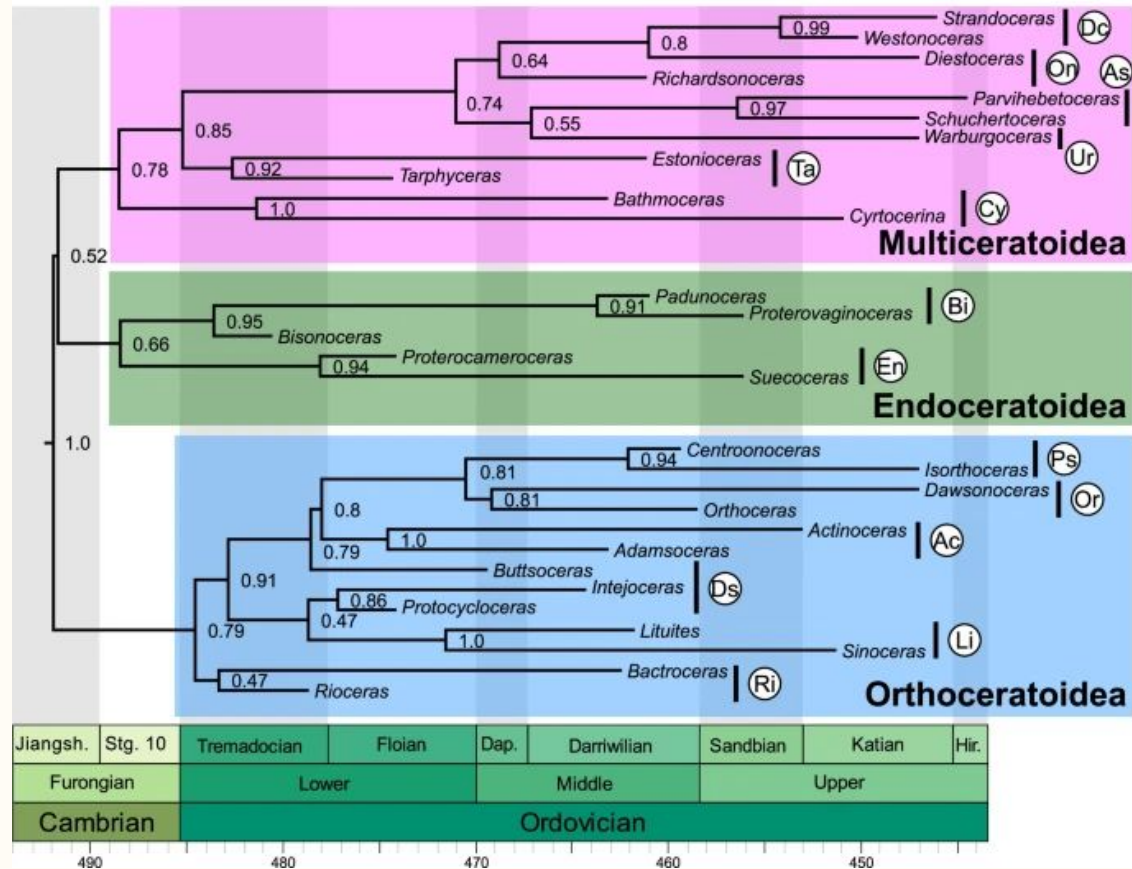 Strandoceras
0.99
Dc
Westonoceras
0.8
Diestoceras
On
As
0.64
Richardsonoceras
0.74
Parvihebetoceras
0.97
Schuchertoceras
0.55
Warburgoceras
Ur
0.85
Estonioceras
0.92
Ta
0.78
Tarphyceras
Bathmoceras
1.0
Cy
Cyrtocerina
Multiceratoidea
0.52
Padunoceras
0.91
Bi
Proterovaginoceras
0.95
Bisonoceras
0.66
Proterocameroceras
0.94
En
Suecoceras
Endoceratoidea
1.0
Centroonoceras
0.94
Ps
0.81
Isorthoceras
Dawsonoceras
0.81
Or
Orthoceras
0.8
Actinoceras
1.0
Ac
0.79
Adamsoceras
Buttsoceras
0.91
Intejoceras
0.86
Ds
Protocycloceras
0.47
0.79
Lituites
1.0
Li
Sinoceras
Bactroceras
0.47
Ri
Rioceras
Orthoceratoidea
Jiangsh. Stg. 10 Tremadocian Floian Dap. Darriwilian Sandbian Katian Hir.
Furongian Lower Middle Upper
Cambrian Ordovician
490 480 470 460 450